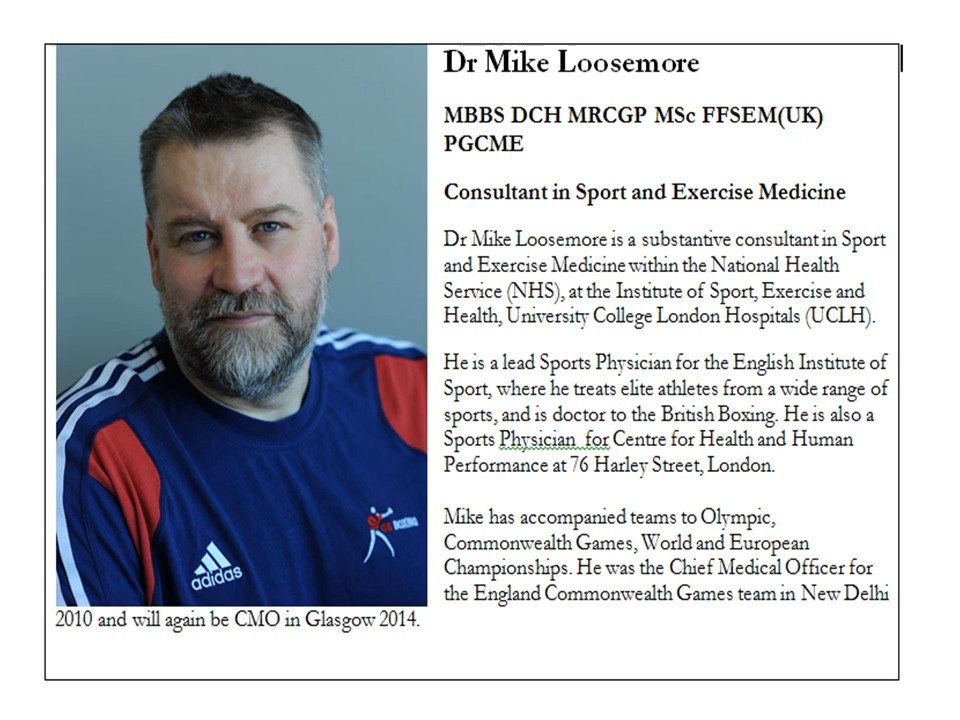 Dr Mike Loosemore
MBBS DCH MRCGP MSc FFSEM(UK)
PGCME
Consultant in Sport and Exercise Medicine
Dr Mike Loosemore is a substantive consultant in Sport
and Exercise Medicine within the National Health
Service (NHS), at the Institute of Sport, Exercise and
Health, University College London Hospitals (UCLH).
He is a lead Sports Physician for the English Institute of
Sport, where he treats elite athletes from a wide range of
sports, and is doctor to the British Boxing. He is also a
Sports Physician for Centre for Health and Human
Performance at 76 Harley Street, London.
Mike has accompanied teams to Olympic,
Commonwealth Games, World and European
Championships. He was the Chief Medical Officer for
the England Commonwealth Games team in New Delhi
2010 and will again be CMO in Glasgow 2014.
adidas
GB BOXING